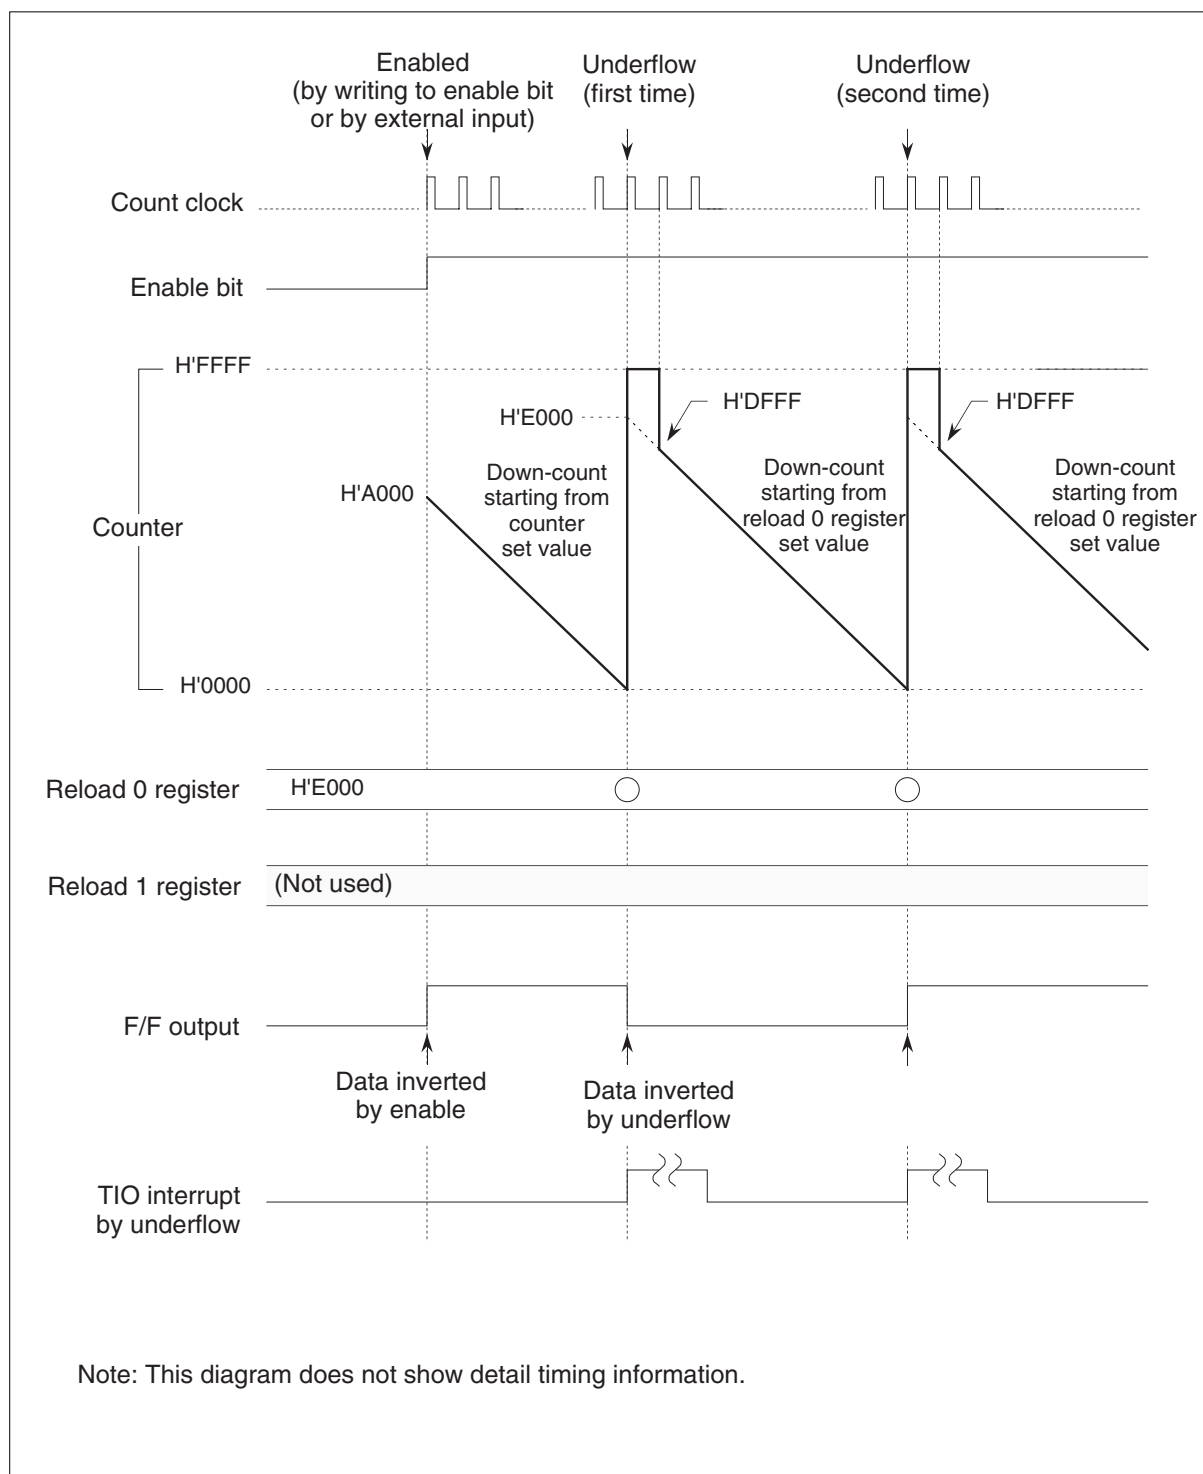 Enabled
(by writing to enable bit
or by external input)
Underflow
(first time)
Underflow
(second time)
Count clock
Enable bit
H'FFFF
H'E000
H'DFFF
H'DFFF
H'A000
Down-count
starting from
counter
set value
Down-count
starting from
reload 0 register
set value
Down-count
starting from
reload 0 register
set value
Counter
H'0000
Reload 0 register
H'E000
Reload 1 register
(Not used)
F/F output
Data inverted
by enable
Data inverted
by underflow
TIO interrupt
by underflow
Note: This diagram does not show detail timing information.